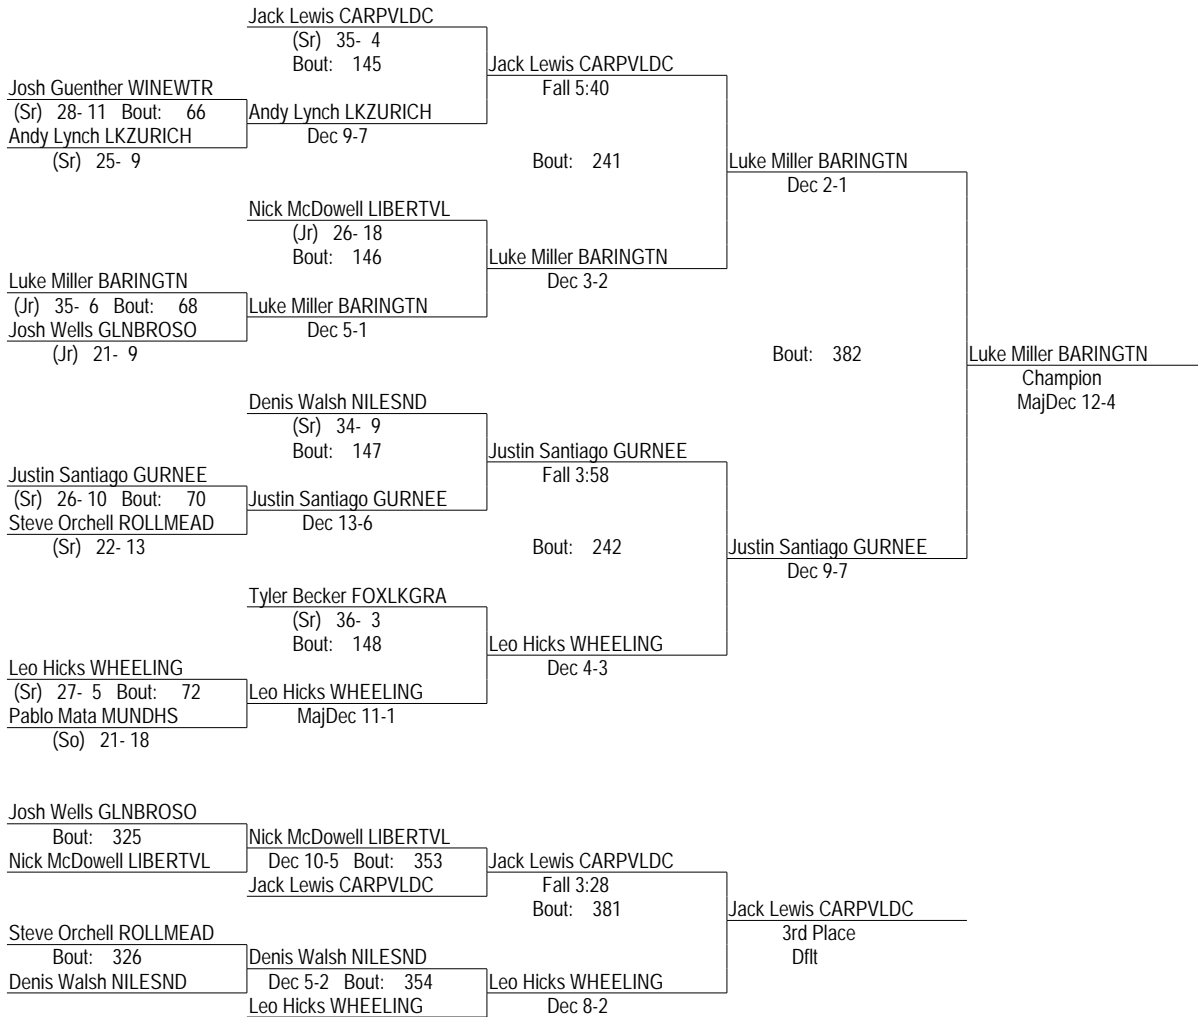 Jack Lewis CARPVLDC
(Sr) 35- 4
Bout: 145
Jack Lewis CARPVLDC
Fall 5:40
Josh Guenther WINEWTR
(Sr) 28- 11 Bout: 66
Andy Lynch LKZURICH
Andy Lynch LKZURICH
Dec 9-7
(Sr) 25- 9
Bout: 241
Luke Miller BARINGTN
Dec 2-1
Nick McDowell LIBERTVL
(Jr) 26- 18
Bout: 146
Luke Miller BARINGTN
Dec 3-2
Luke Miller BARINGTN
(Jr) 35- 6 Bout: 68
Luke Miller BARINGTN
Josh Wells GLNBROSO
Dec 5-1
(Jr) 21- 9
Bout: 382
Luke Miller BARINGTN
Champion
MajDec 12-4
Denis Walsh NILESND
(Sr) 34- 9
Bout: 147
Justin Santiago GURNEE
Fall 3:58
Justin Santiago GURNEE
(Sr) 26- 10 Bout: 70
Justin Santiago GURNEE
Steve Orchell ROLLMEAD
Dec 13-6
(Sr) 22- 13
Bout: 242
Justin Santiago GURNEE
Dec 9-7
Tyler Becker FOXLKGRA
(Sr) 36- 3
Bout: 148
Leo Hicks WHEELING
Dec 4-3
Leo Hicks WHEELING
(Sr) 27- 5 Bout: 72
Leo Hicks WHEELING
Pablo Mata MUNDHS
MajDec 11-1
(So) 21- 18
Josh Wells GLNBROSO
Bout: 325
Nick McDowell LIBERTVL
Nick McDowell LIBERTVL
Dec 10-5 Bout: 353
Jack Lewis CARPVLDC
Jack Lewis CARPVLDC
Fall 3:28
Bout: 381
Jack Lewis CARPVLDC
3rd Place
Dflt
Steve Orchell ROLLMEAD
Bout: 326
Denis Walsh NILESND
Denis Walsh NILESND
Dec 5-2 Bout: 354
Leo Hicks WHEELING
Leo Hicks WHEELING
Dec 8-2